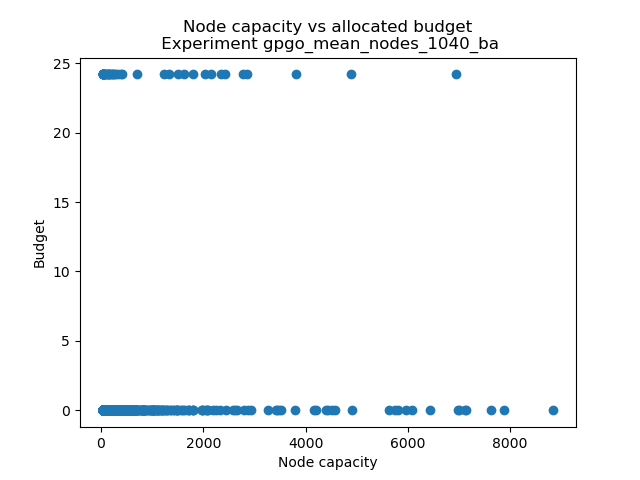 Node capacity vs allocated budget
Experiment gpgo_mean_nodes_1040_ba
25
20
15
10
5
0
Budget
0 2000 4000 6000 8000
Node capacity